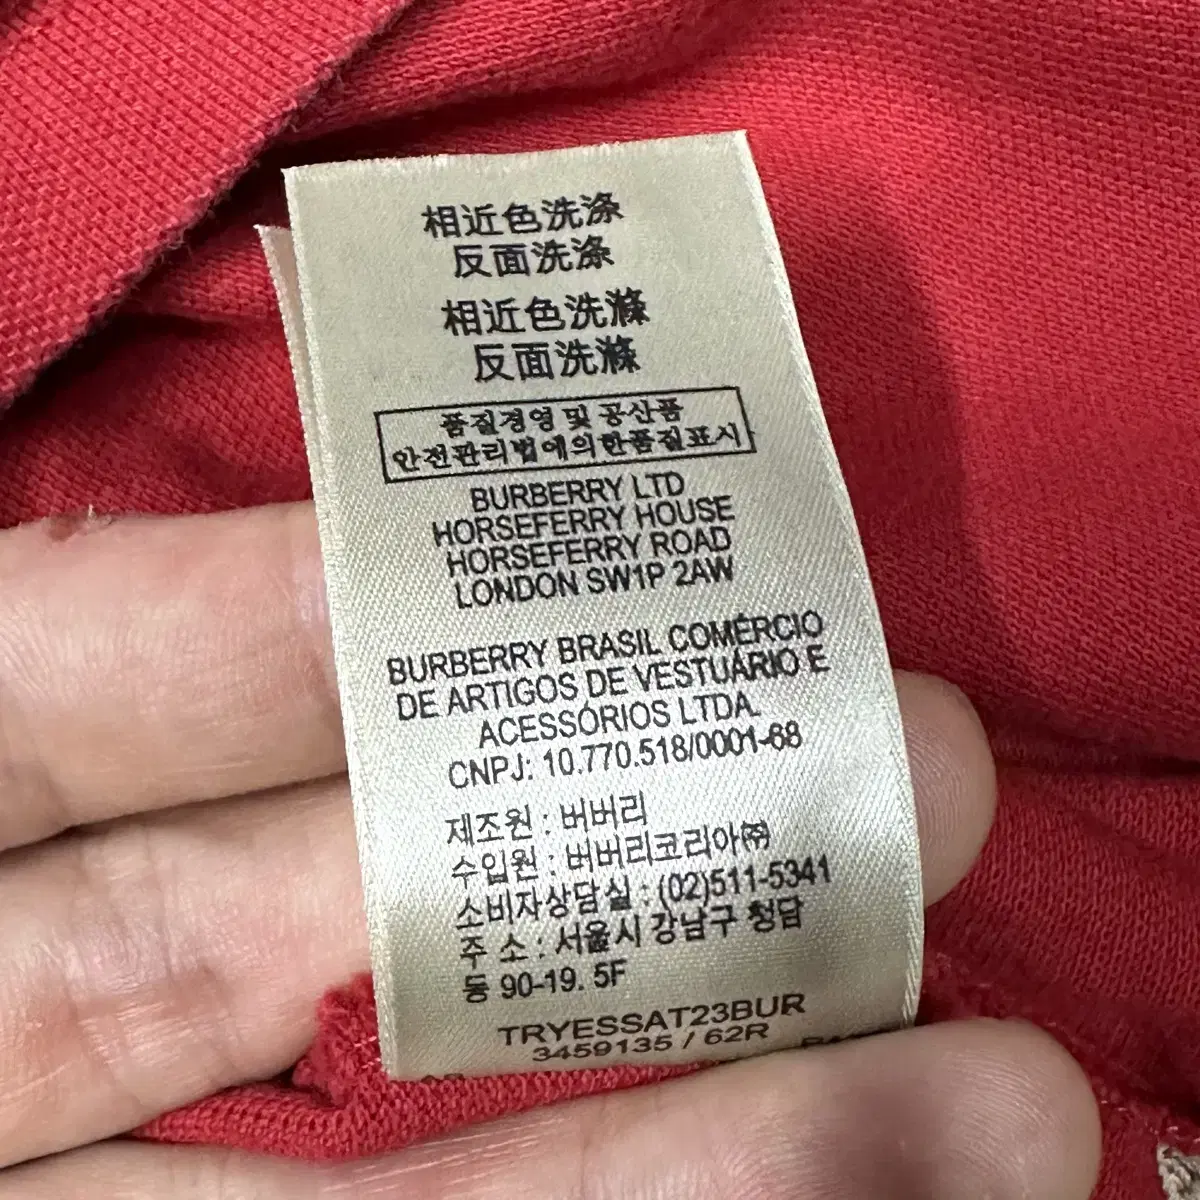 相近色洗涤
反面洗涤
相近色洗滌
反面洗滌
품질경영 및 공산품
안전관리법에의한품질표시
BURBERRY LTD
HORSEFERRY HOUSE
HORSEFERRY ROAD
LONDON SW1P 2AW
BURBERRY BRASIL COMÉRCIO
DE ARTIGOS DE VESTUÁRIO E
ACESSÓRIOS LTDA.
CNPJ: 10.770.518/0001-68
제조원 : 버버리
수입원 : 버버리코리아㈜
소비자상담실 : (02)511-5341
주 소 : 서울시 강남구 청담
동 90-19. 5F
TRYESSAT23BUR
3459135 / 62R